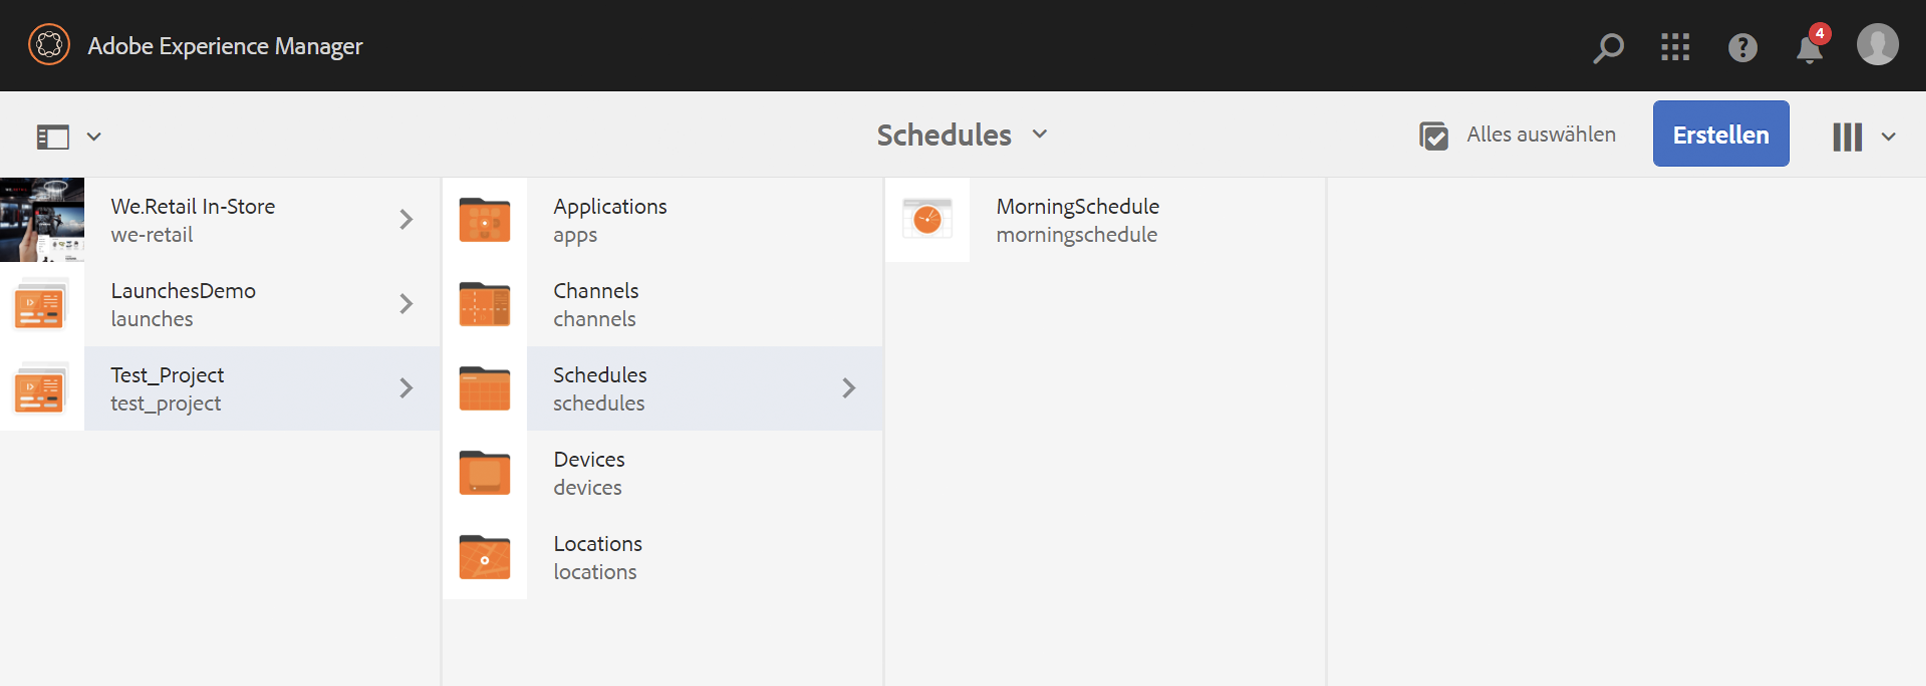 Adobe Experience Manager
4
Schedules
Alles auswählen
Erstellen
We.Retail In-Store
we-retail
LaunchesDemo
launches
Test_Project
test_project
Applications
apps
Channels
channels
Schedules
schedules
Devices
devices
Locations
locations
MorningSchedule
morningschedule